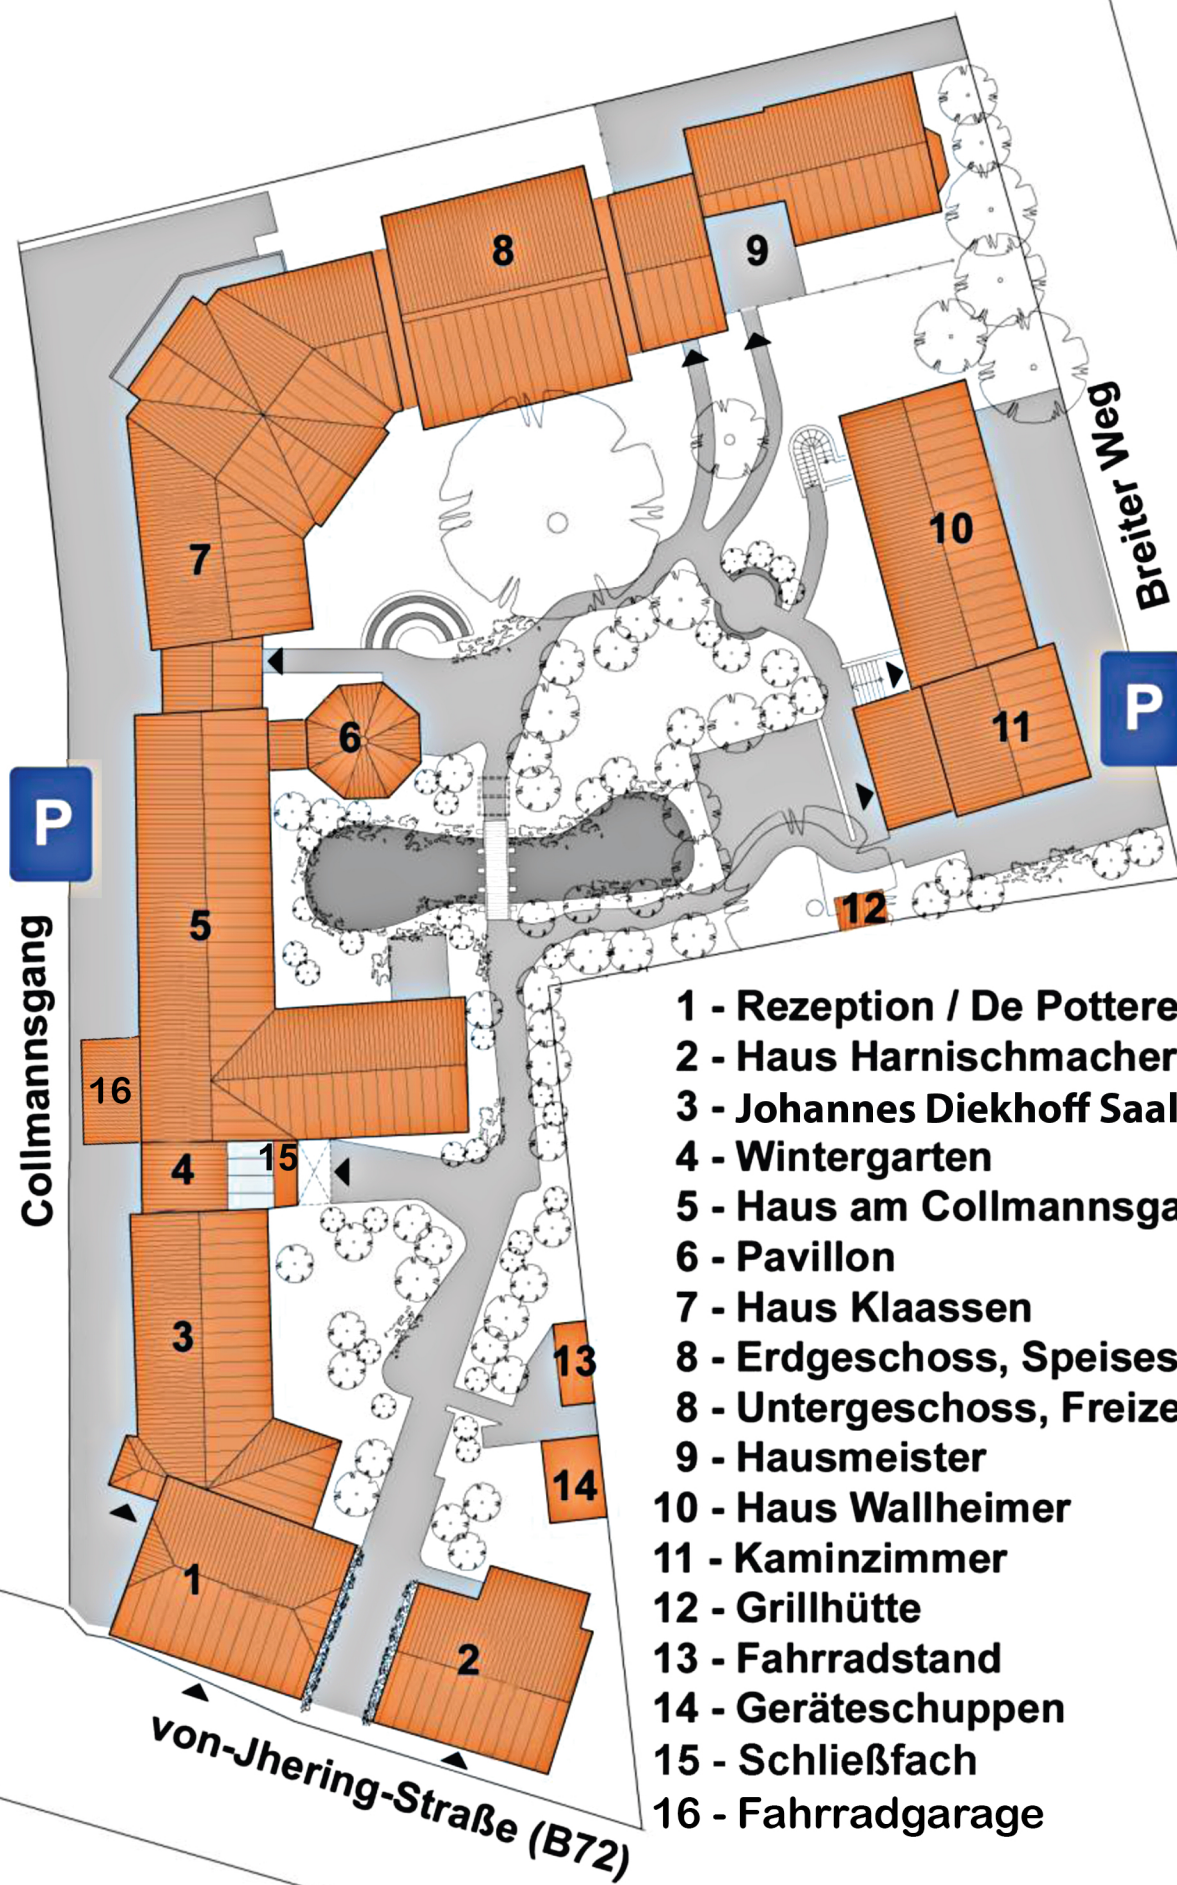 8
9
7
10
Breiter Weg
P
6
11
P
5
12
Collmannsgang
16
4
15
3
13
14
1
2
von-Jhering-Straße (B72)
1 - Rezeption / De Pottere
2 - Haus Harnischmacher
3 - Johannes Diekhoff Saal
4 - Wintergarten
5 - Haus am Collmannsga
6 - Pavillon
7 - Haus Klaassen
8 - Erdgeschoss, Speises
8 - Untergeschoss, Freize
9 - Hausmeister
10 - Haus Wallheimer
11 - Kaminzimmer
12 - Grillhütte
13 - Fahrradstand
14 - Geräteschuppen
15 - Schließfach
16 - Fahrradgarage